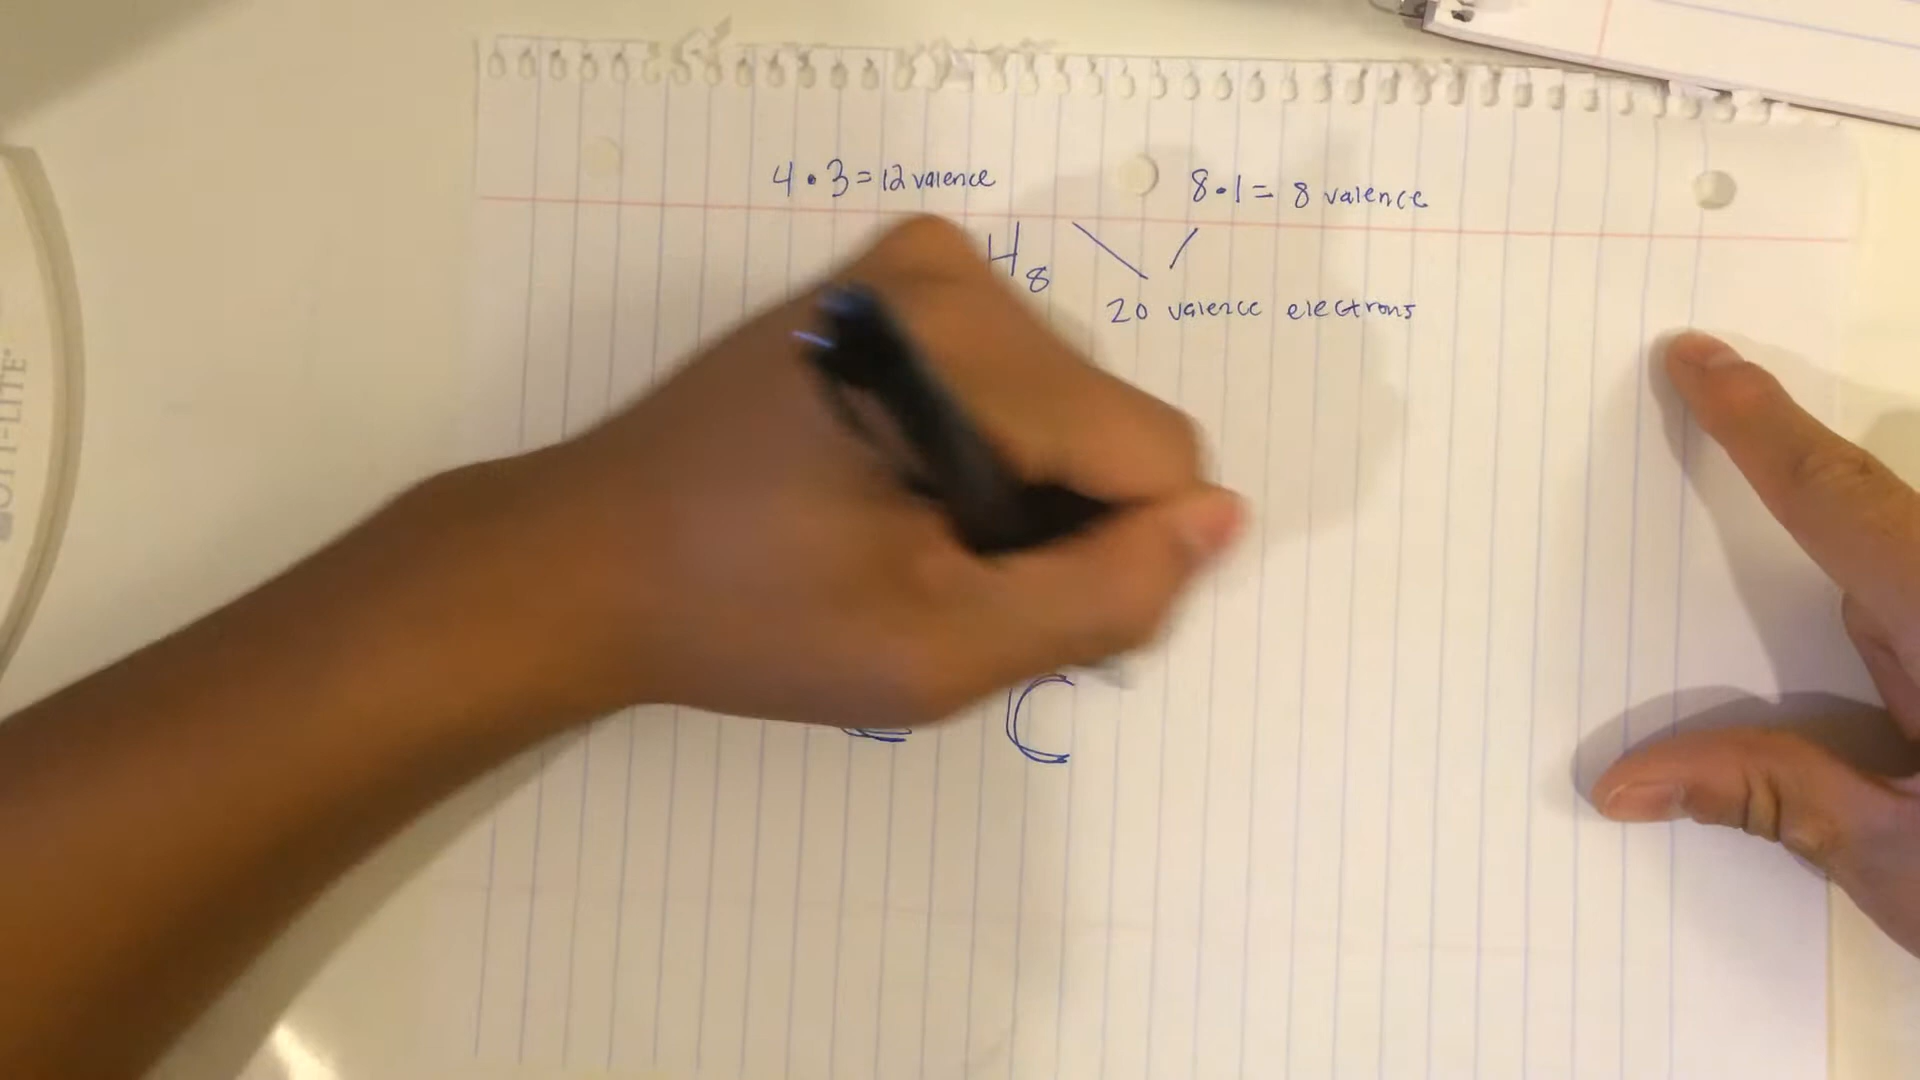 4 · 3 = 12 valence
8 · 1 = 8 valence
H8
20 valence electrons
C